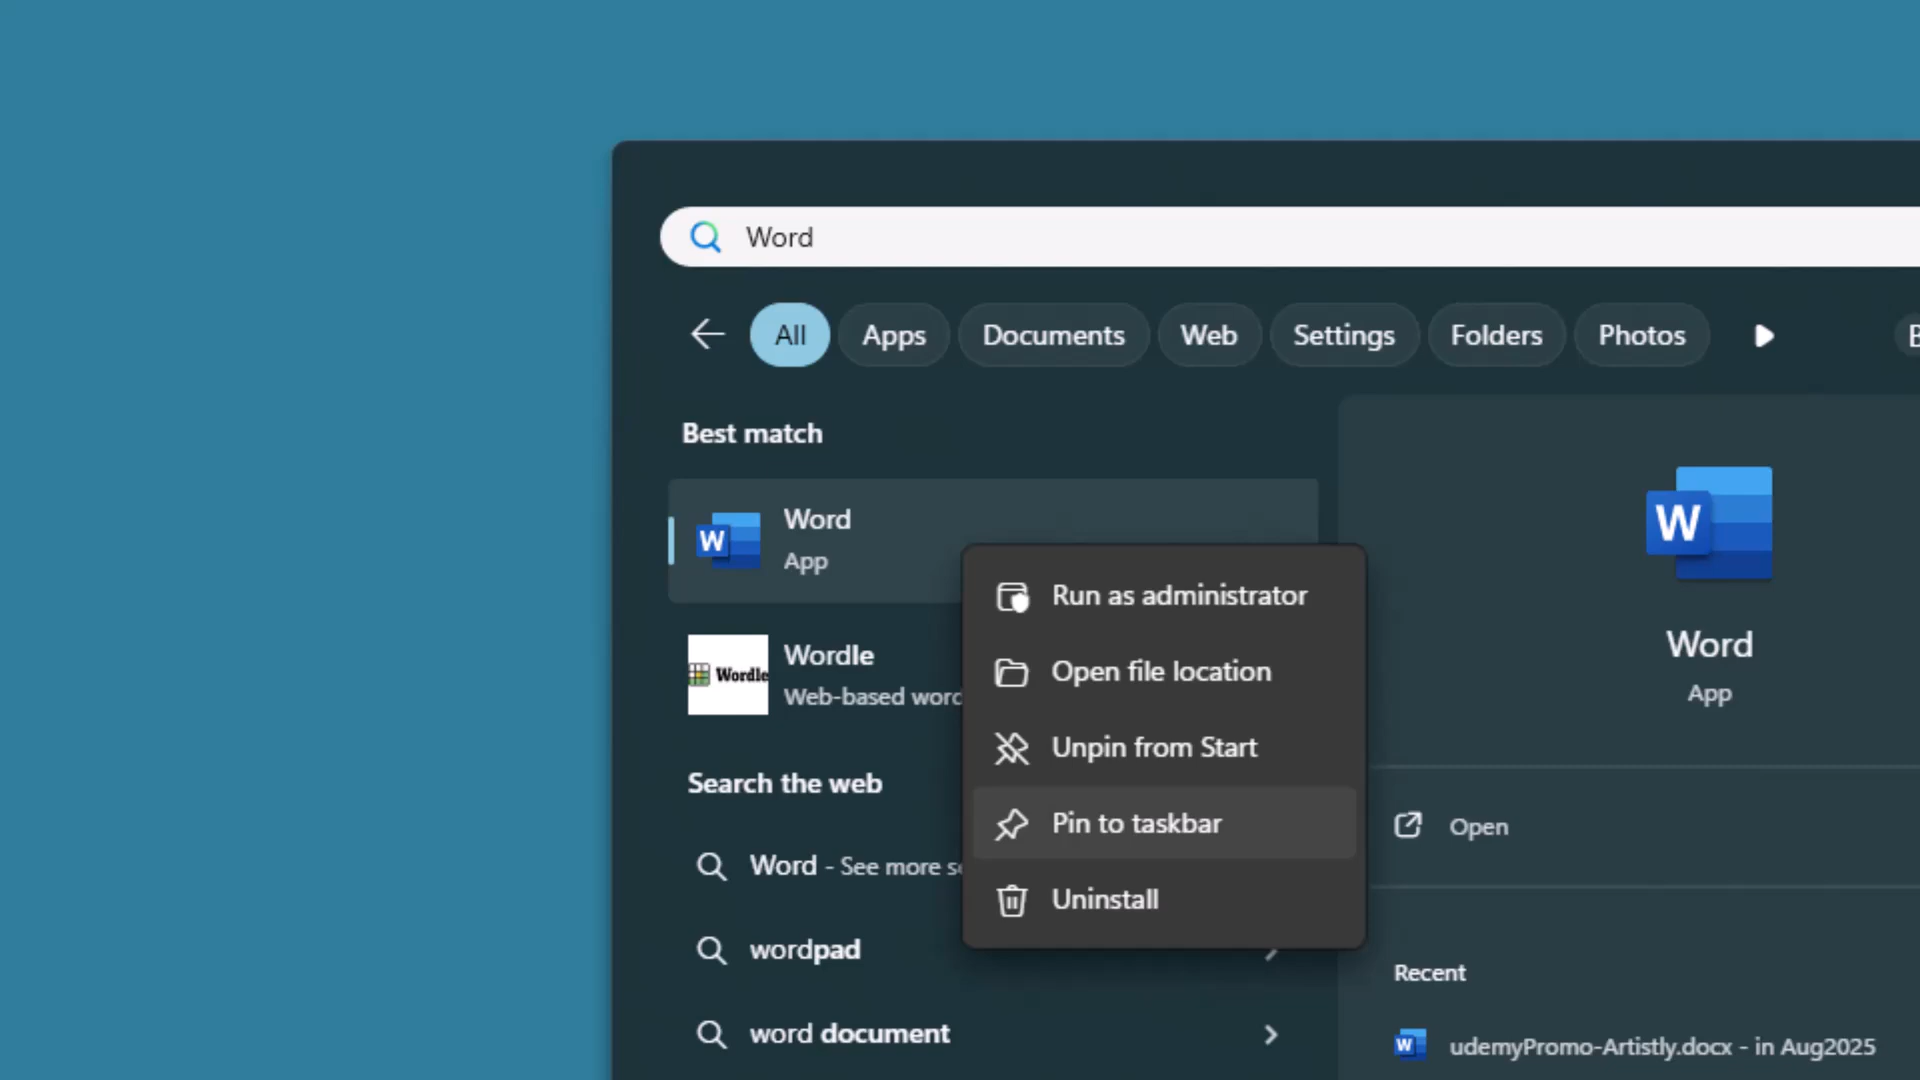 Word
All
Apps
Documents
Web
Settings
Folders
Photos
Best match
W
Word
App
Wordle
Wordle
Web-based word
Search the web
Word - See more
wordpad
word document
Run as administrator
Open file location
Unpin from Start
Pin to taskbar
Uninstall
W
Word
App
Open
Recent
W
udemyPromo-Artistly.docx - in Aug2025